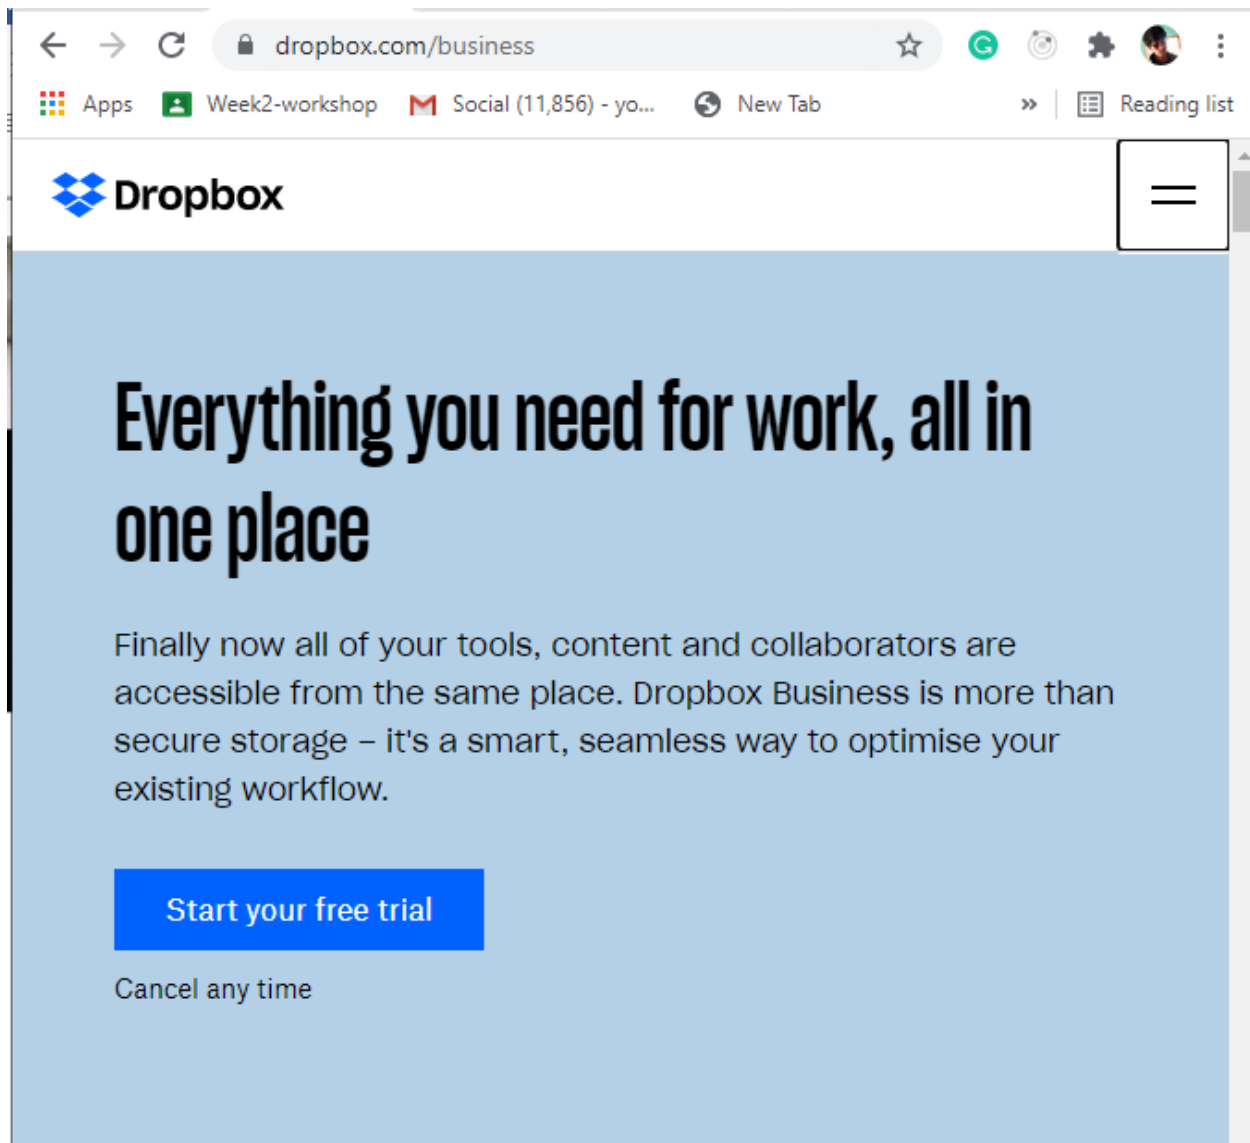 dropbox.com/business
Apps Week2-workshop Social (11,856) - yo... New Tab » Reading list
Dropbox
Everything you need for work, all in
one place
Finally now all of your tools, content and collaborators are
accessible from the same place. Dropbox Business is more than
secure storage – it's a smart, seamless way to optimise your
existing workflow.
Start your free trial
Cancel any time